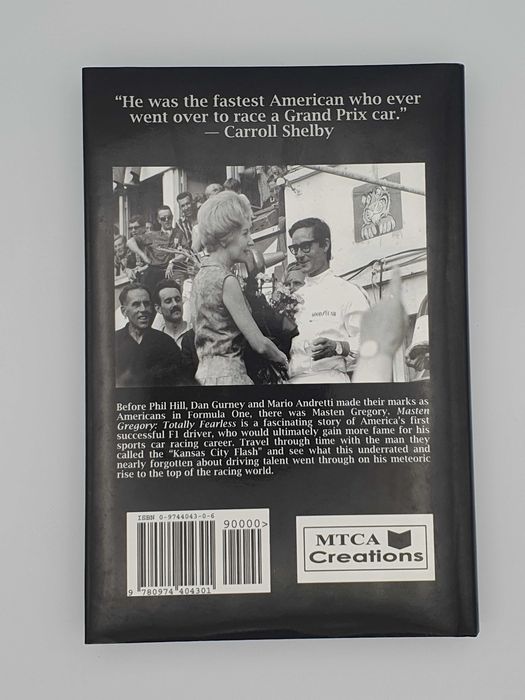 “He was the fastest American who ever
went over to race a Grand Prix car.”
— Carroll Shelby
GOODYEAR
Before Phil Hill, Dan Gurney and Mario Andretti made their marks as
Americans in Formula One, there was Masten Gregory. Masten
Gregory: Totally Fearless is a fascinating story of America's first
successful F1 driver, who would ultimately gain more fame for his
sports car racing career. Travel through time with the man they
called the “Kansas City Flash” and see what this underrated and
nearly forgotten about driving talent went through on his meteoric
rise to the top of the racing world.
ISBN 0-9744043-0-6
90000>
9 780974 404301
MTCA
Creations